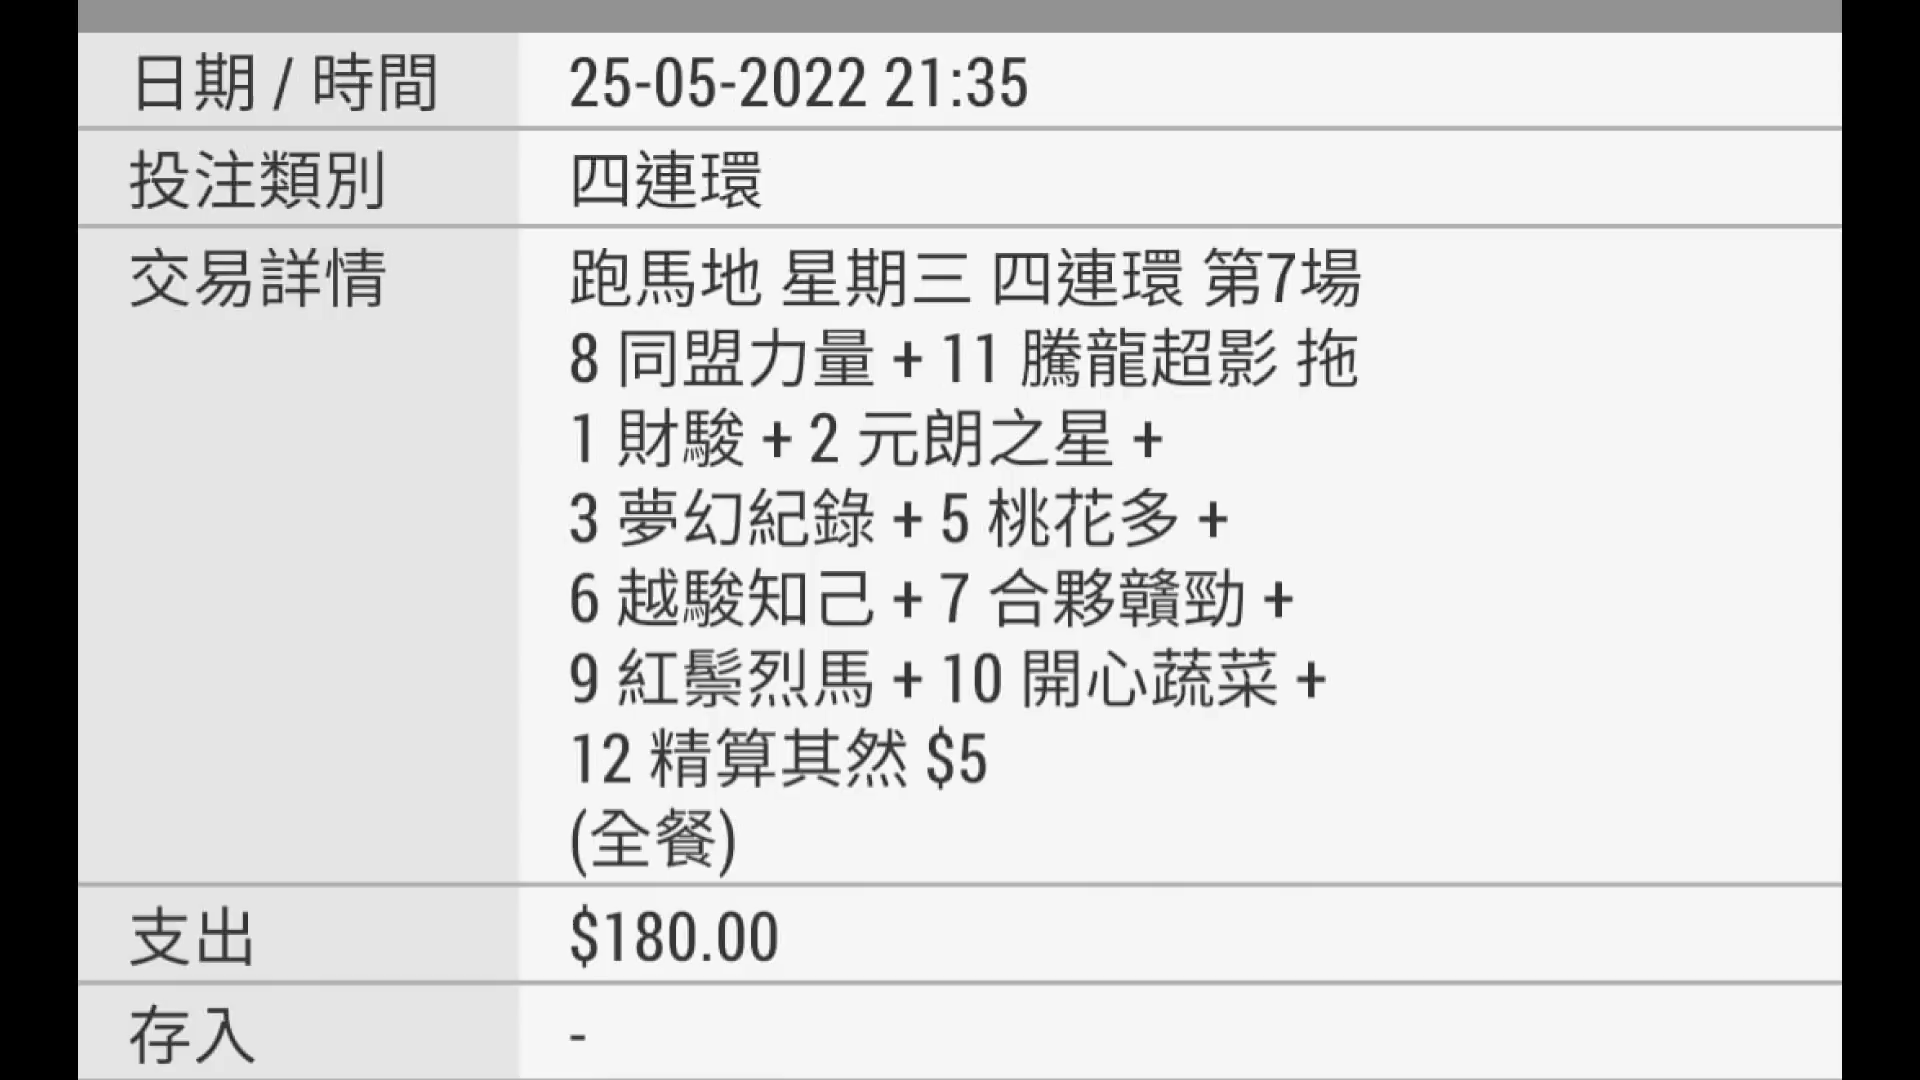 日期 / 時間 25-05-2022 21:35
投注類別 四連環
交易詳情 跑馬地 星期三 四連環 第7場
8 同盟力量 + 11 騰龍超影 拖
1 財駿 + 2 元朗之星 +
3 夢幻紀錄 + 5 桃花多 +
6 越駿知己 + 7 合夥贛勁 +
9 紅鬃烈馬 + 10 開心蔬菜 +
12 精算其然 $5
(全餐)
支出 $180.00
存入 -